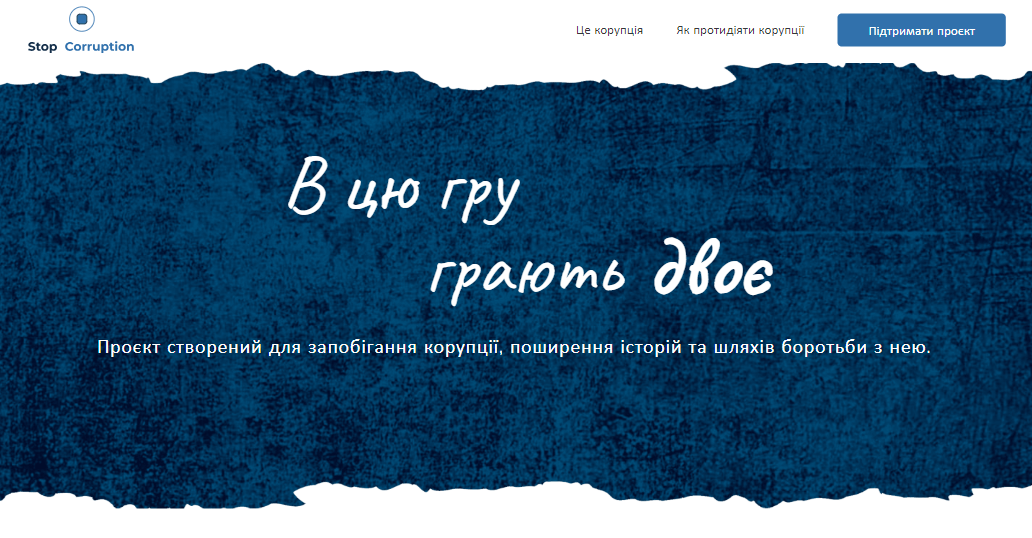 Stop Corruption
Це корупція
Як протидіяти корупції
Підтримати проєкт
В цю гру
грають двоє
Проєкт створений для запобігання корупції, поширення історій та шляхів боротьби з нею.